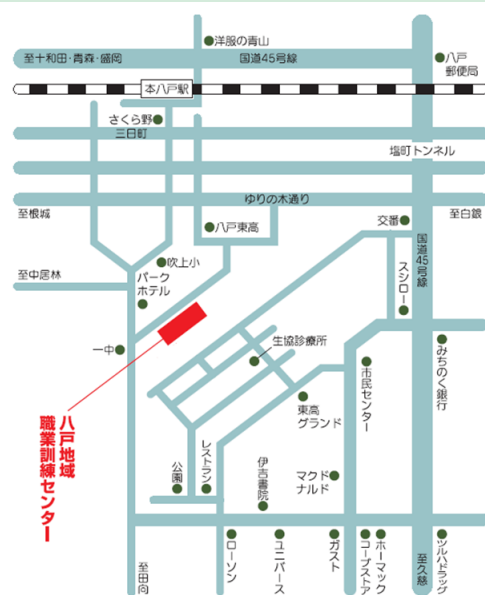 洋服の青山
至十和田・青森・盛岡
国道45号線
八戸
郵便局
本八戸駅
さくら野
三日町
塩町トンネル
ゆりの木通り
至根城
至白銀
交番
八戸東高
国道45号線
吹上小
スシロー
至中居林
パーク
ホテル
一中
生協診療所
市民センター
みちのく銀行
東高
グランド
八戸地域
職業訓練センター
公園
レストラン
伊吉書院
マクド
ナルド
至田向
ローソン
ユニバース
ガスト
コープストア
ホーマック
至久慈
ツルハドラッグ